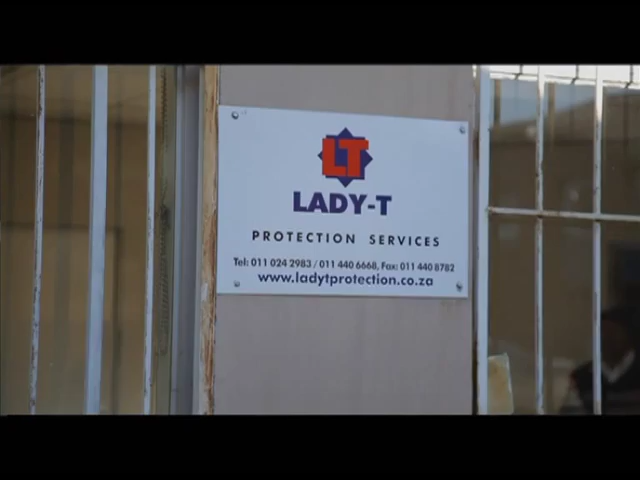 LT
LADY-T
PROTECTION SERVICES
Tel: 011 024 2983 / 011 440 6668, Fax: 011 440 8782
www.ladytprotection.co.za